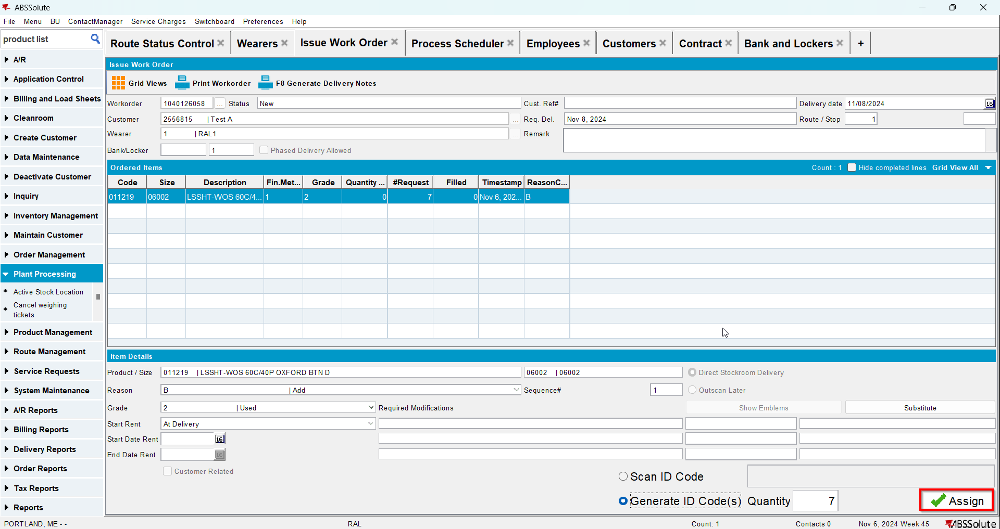 ABSSolute
File Menu BU ContactManager Service Charges Switchboard Preferences Help
product list
Route Status Control Wearers Issue Work Order Process Scheduler Employees Customers Contract Bank and Lockers +
A/R
Application Control
Billing and Load Sheets
Cleanroom
Create Customer
Data Maintenance
Deactivate Customer
Inquiry
Inventory Management
Maintain Customer
Order Management
Plant Processing
Active Stock Location
Cancel weighing
tickets
Product Management
Route Management
Service Requests
System Maintenance
A/R Reports
Billing Reports
Delivery Reports
Order Reports
Tax Reports
Reports
Issue Work Order
Grid Views Print Workorder F8 Generate Delivery Notes
Workorder 1040126058 ... Status New Cust. Ref# Delivery date 11/08/2024 16
Customer 2556815 | Test A ... Req. Del. Nov 8, 2024 Route / Stop 1
Wearer 1 | RAL1 ... Remark
Bank/Locker 1 Phased Delivery Allowed
Ordered Items Count : 1 Hide completed lines Grid View All
Code Size Description Fin.Met... Grade Quantity ... #Request Filled Timestamp ReasonC...
011219 06002 LSSHT-WOS 60C/4... 1 2 0 7 0 Nov 6, 202... B
Item Details
Product / Size 011219 | LSSHT-WOS 60C/40P OXFORD BTN D 06002 | 06002 Direct Stockroom Delivery
Reason B | Add Sequence# 1 Outscan Later
Grade 2 | Used Required Modifications Show Emblems Substitute
Start Rent At Delivery
Start Date Rent 16
End Date Rent 16
Customer Related
Scan ID Code
Generate ID Code(s) Quantity 7 Assign
PORTLAND, ME - - RAL Count: 1 Contacts 0 Nov 6, 2024 Week 45 ABSSolute